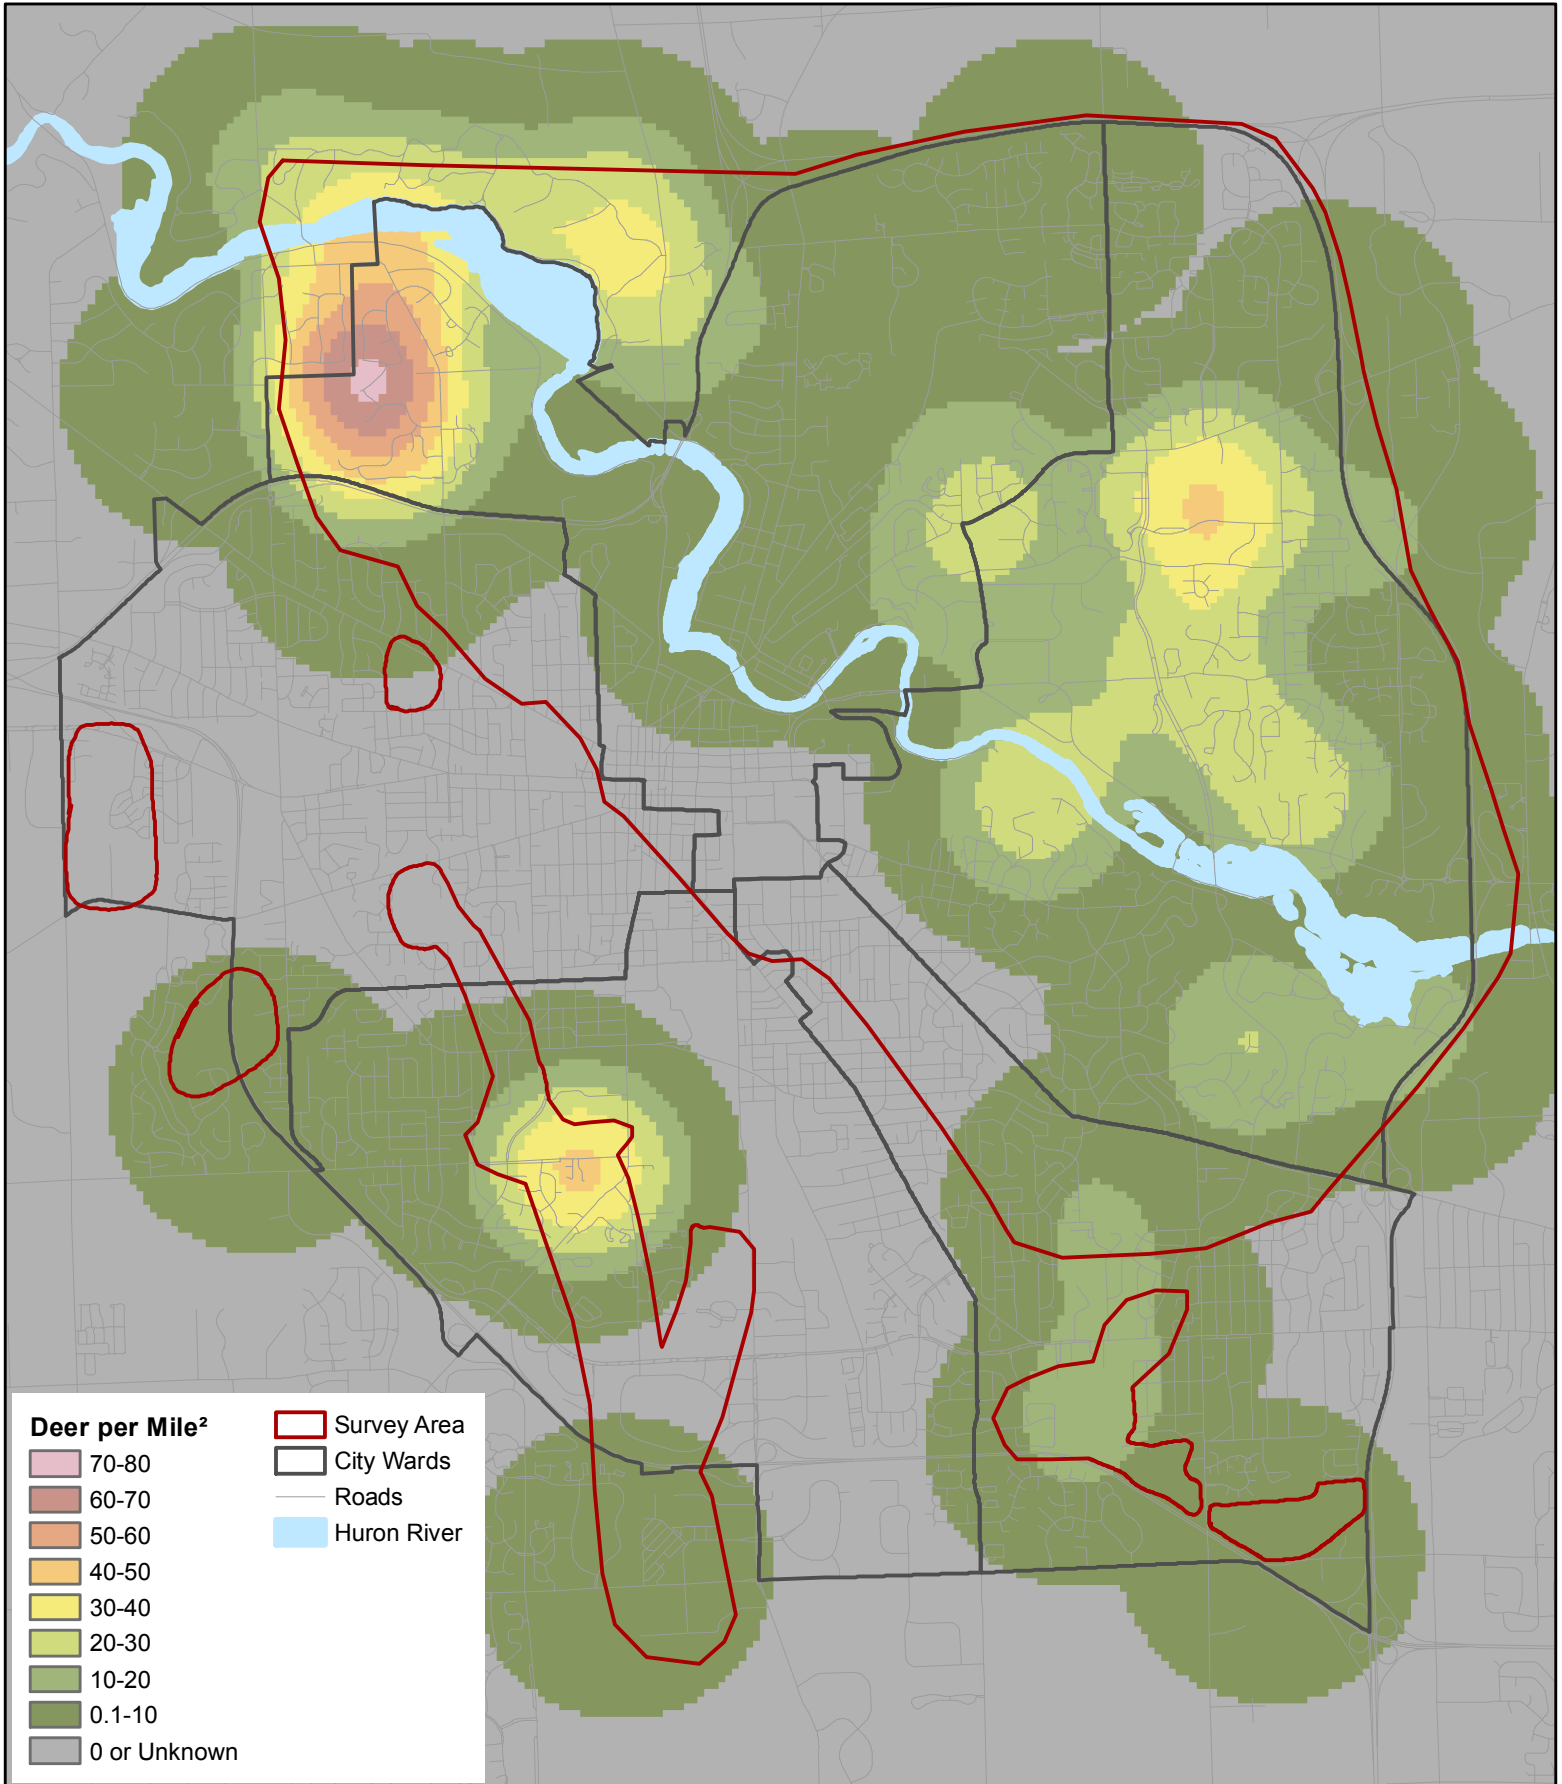 Deer per Mile²
70-80
60-70
50-60
40-50
30-40
20-30
10-20
0.1-10
0 or Unknown
Survey Area
City Wards
Roads
Huron River